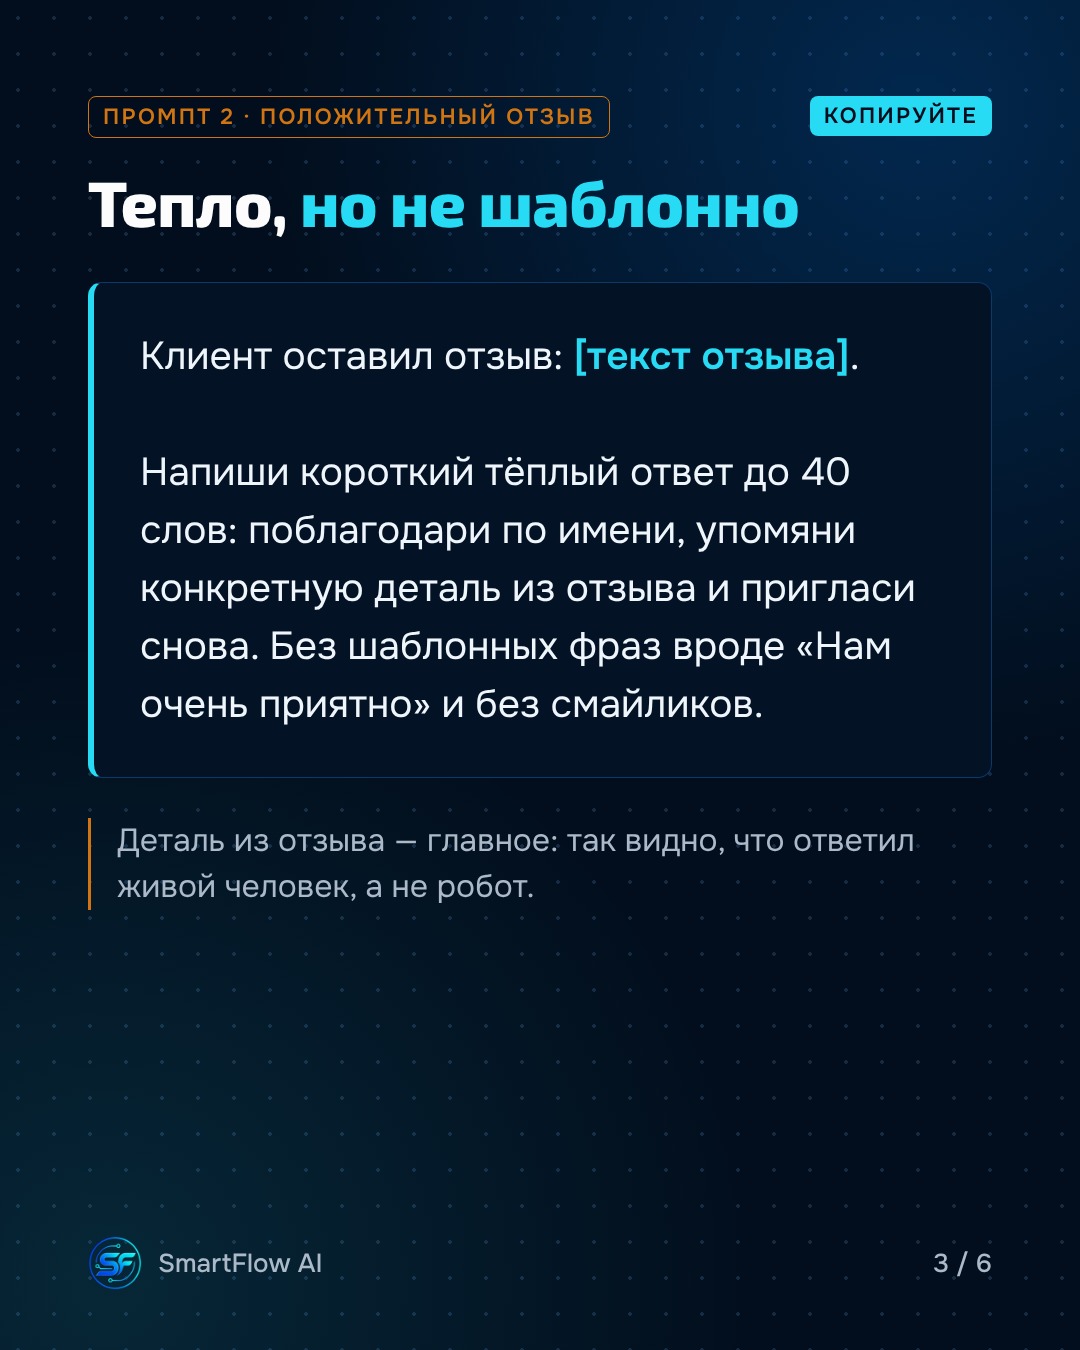 ПРОМПТ 2 · ПОЛОЖИТЕЛЬНЫЙ ОТЗЫВ
КОПИРУЙТЕ
Тепло, но не шаблонно
Клиент оставил отзыв: [текст отзыва].
Напиши короткий тёплый ответ до 40
слов: поблагодари по имени, упомяни
конкретную деталь из отзыва и пригласи
снова. Без шаблонных фраз вроде «Нам
очень приятно» и без смайликов.
Деталь из отзыва — главное: так видно, что ответил
живой человек, а не робот.
SF
SmartFlow AI
3 / 6